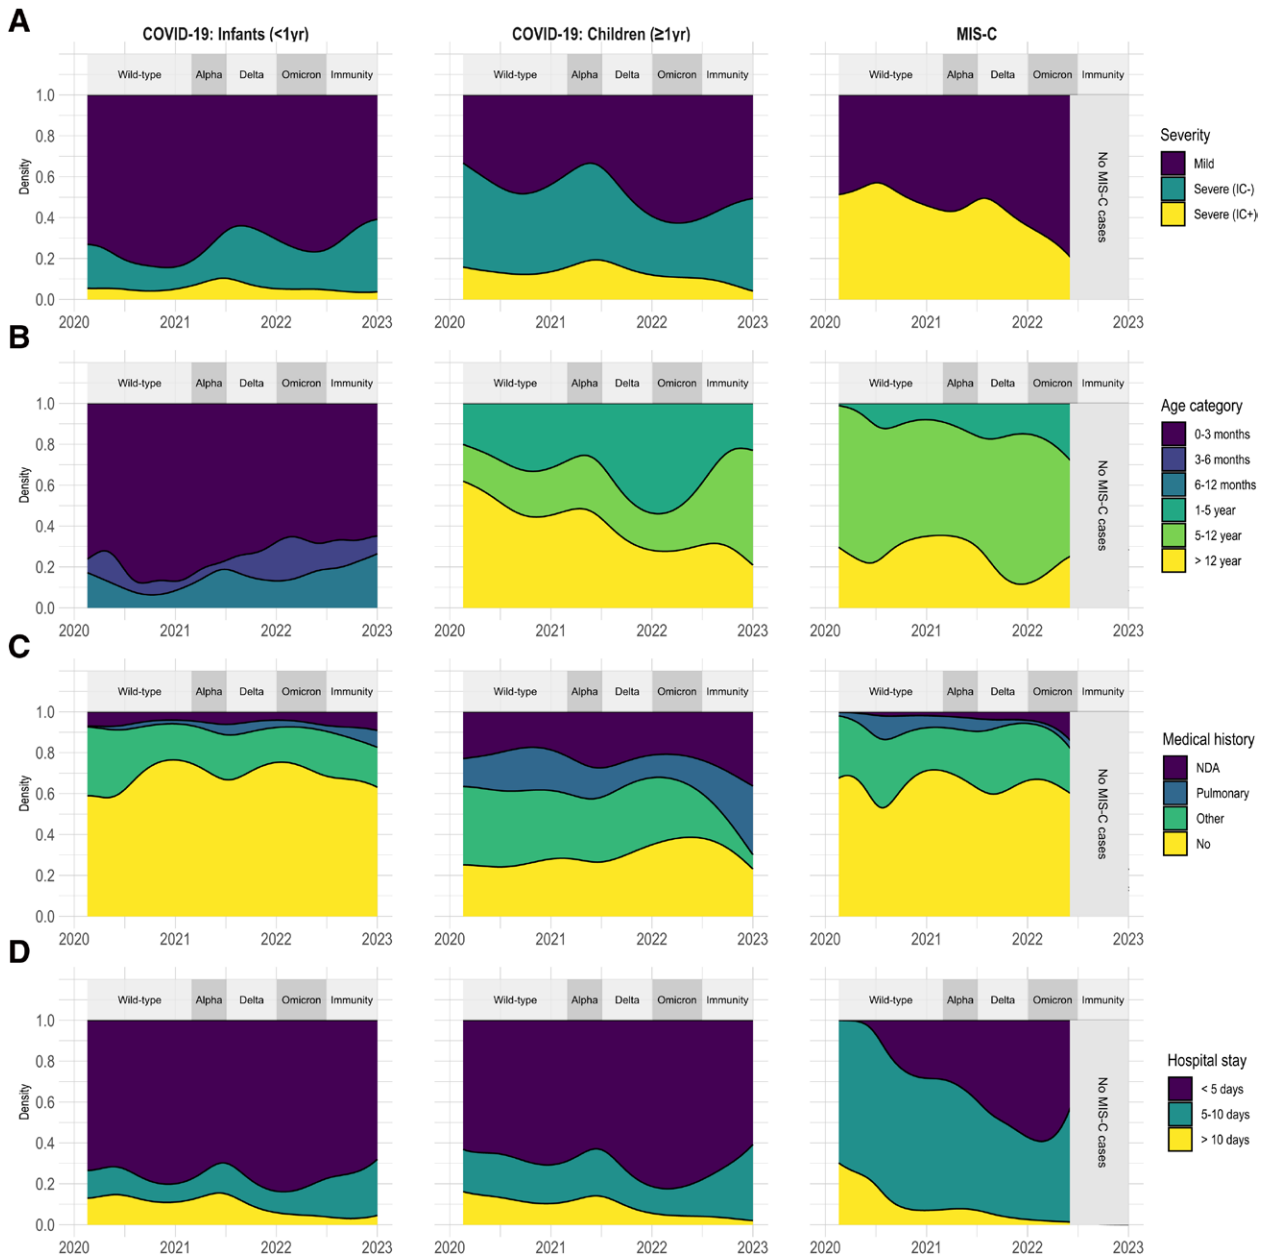 A
COVID-19: Infants (<1yr)
COVID-19: Children (≥1yr)
MIS-C
Wild-type Alpha Delta Omicron Immunity
Wild-type Alpha Delta Omicron Immunity
Wild-type Alpha Delta Omicron Immunity
1.0
0.8
0.6
0.4
0.2
0.0
Density
No MIS-C cases
2020 2021 2022 2023
2020 2021 2022 2023
2020 2021 2022 2023
Severity
Mild
Severe (IC-)
Severe (IC+)
B
Wild-type Alpha Delta Omicron Immunity
Wild-type Alpha Delta Omicron Immunity
Wild-type Alpha Delta Omicron Immunity
1.0
0.8
0.6
0.4
0.2
0.0
Density
No MIS-C cases
2020 2021 2022 2023
2020 2021 2022 2023
2020 2021 2022 2023
Age category
0-3 months
3-6 months
6-12 months
1-5 year
5-12 year
> 12 year
C
Wild-type Alpha Delta Omicron Immunity
Wild-type Alpha Delta Omicron Immunity
Wild-type Alpha Delta Omicron Immunity
1.0
0.8
0.6
0.4
0.2
0.0
Density
No MIS-C cases
2020 2021 2022 2023
2020 2021 2022 2023
2020 2021 2022 2023
Medical history
NDA
Pulmonary
Other
No
D
Wild-type Alpha Delta Omicron Immunity
Wild-type Alpha Delta Omicron Immunity
Wild-type Alpha Delta Omicron Immunity
1.0
0.8
0.6
0.4
0.2
0.0
Density
No MIS-C cases
2020 2021 2022 2023
2020 2021 2022 2023
2020 2021 2022 2023
Hospital stay
< 5 days
5-10 days
> 10 days